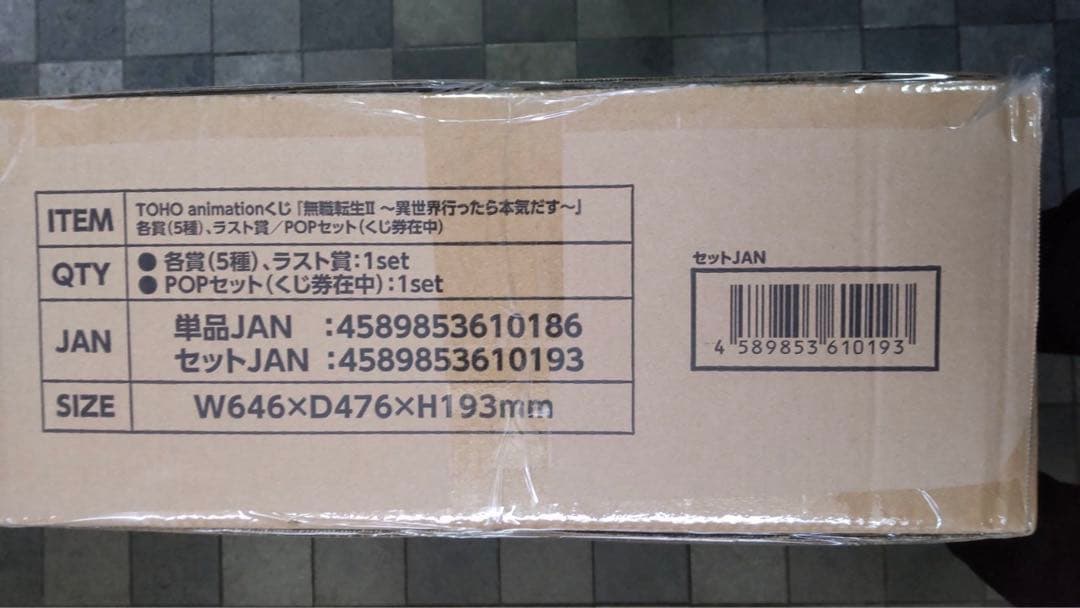 ITEM
TOHO animationくじ『無職転生Ⅱ ～異世界行ったら本気だす～』
各賞(5種)、ラスト賞／POPセット(くじ券在中)
QTY
● 各賞(5種)、ラスト賞：1set
● POPセット(くじ券在中)：1set
JAN
単品JAN ：4589853610186
セットJAN ：4589853610193
SIZE
W646×D476×H193mm
セットJAN
4 589853 610193